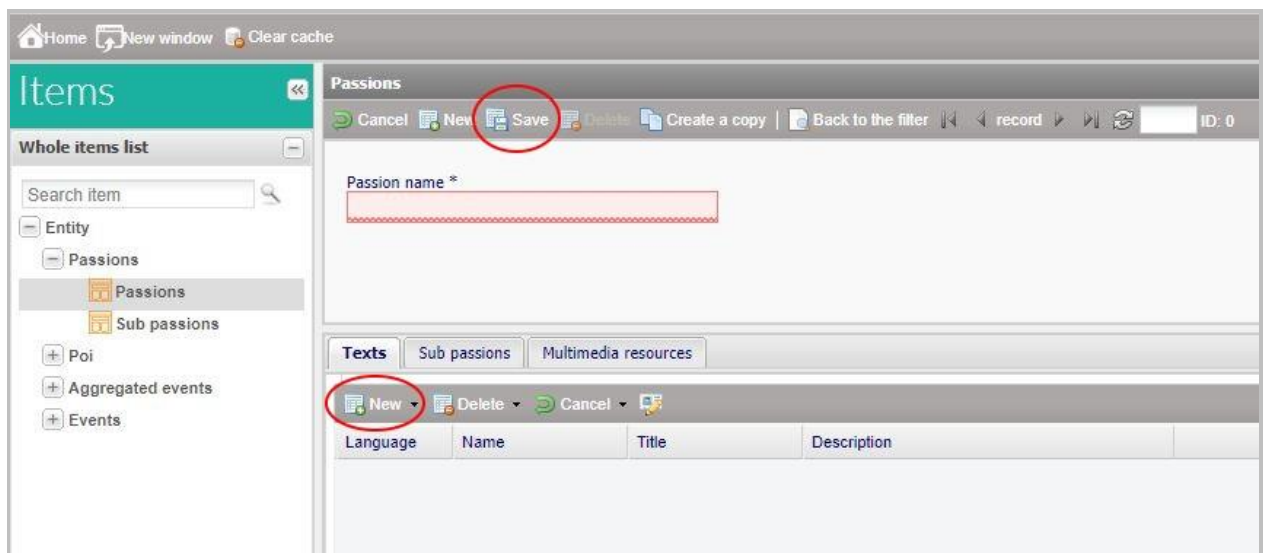 Home New window Clear cache
Items
Whole items list
Search item
Entity
Passions
Passions
Sub passions
Poi
Aggregated events
Events
Passions
Cancel New Save Delete Create a copy | Back to the filter record ID: 0
Passion name *
Texts Sub passions Multimedia resources
New Delete Cancel
Language Name Title Description